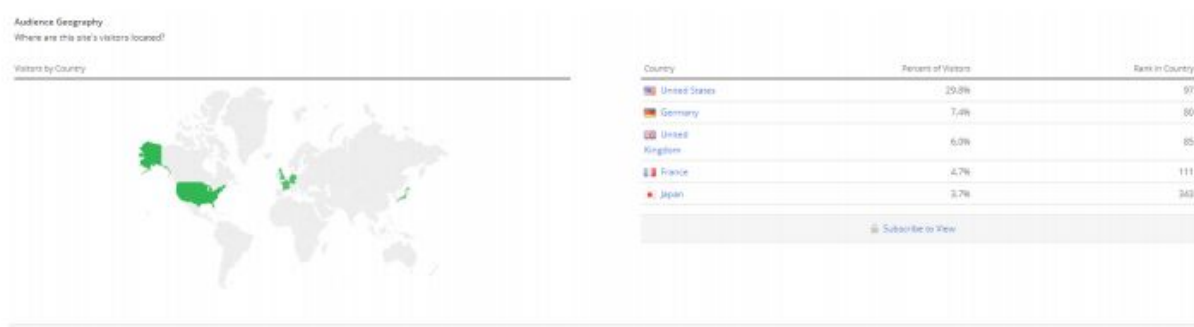 Audience Geography
Where are this site's visitors located?
Visitors by Country
Country Percent of Visitors Rank in Country
United States 29.8% 97
Germany 7.4% 80
United
Kingdom 6.0% 85
France 4.7% 111
Japan 3.7% 343
Subscribe to View